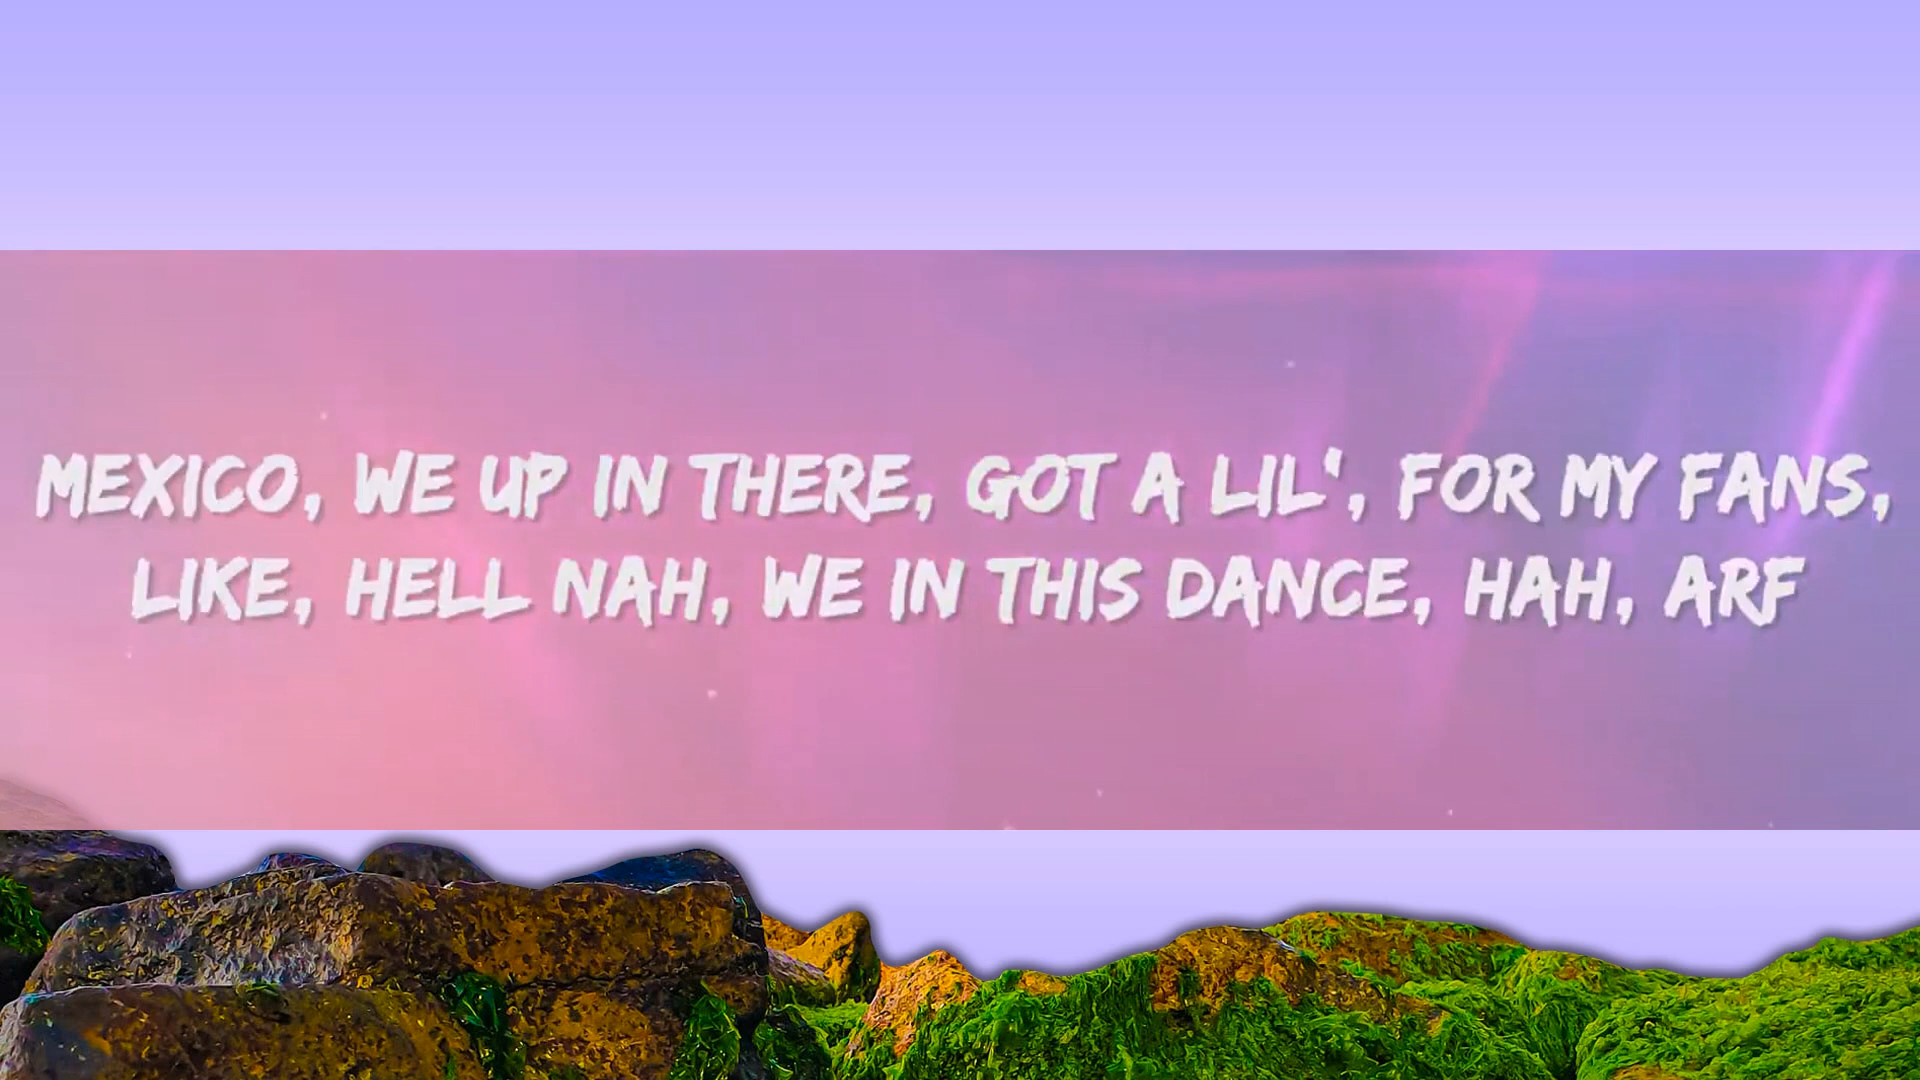 MEXICO, WE UP IN THERE, GOT A LIL', FOR MY FANS,
LIKE, HELL NAH, WE IN THIS DANCE, HAH, ARF